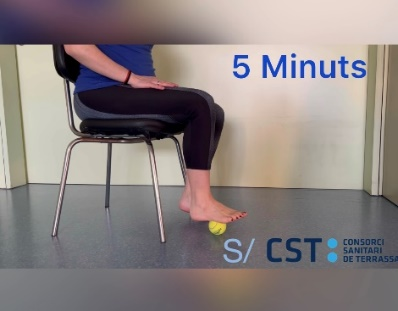 5 Minuts
S/ CST:
CONSORCI
SANITARI
DE TERRASSA